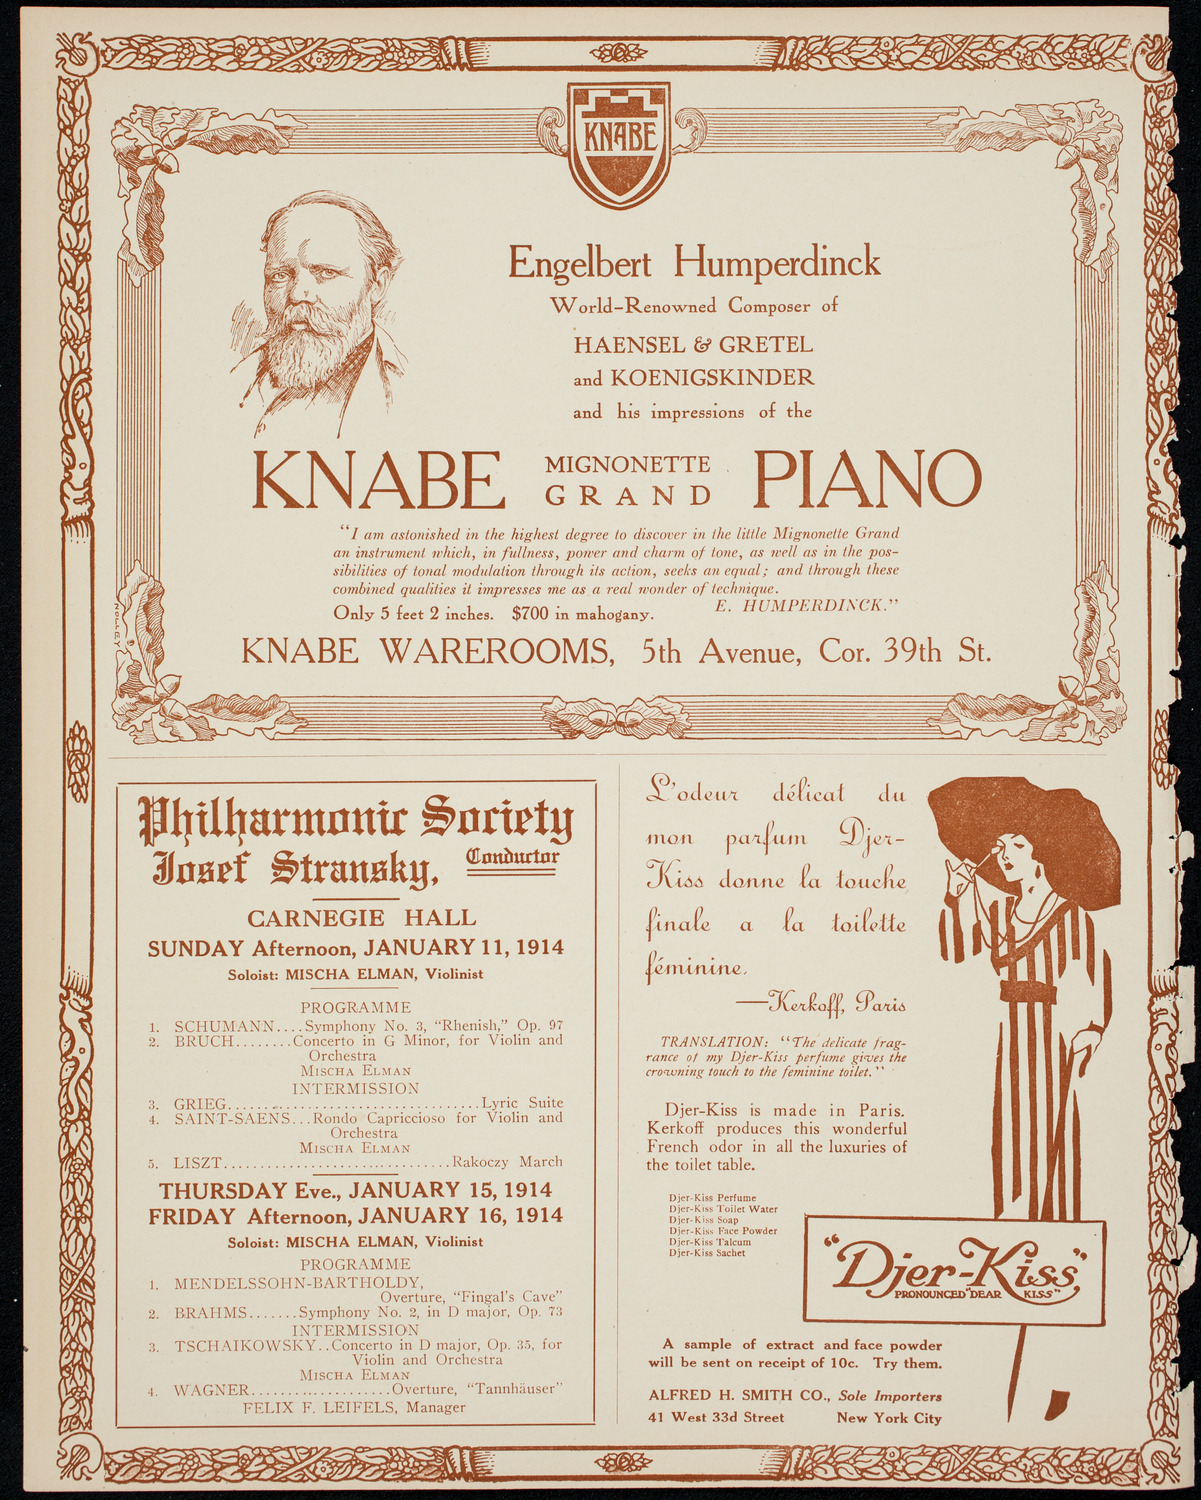 KNABE
Engelbert Humperdinck
World-Renowned Composer of
HAENSEL & GRETEL
and KOENIGSKINDER
and his impressions of the
KNABE MIGNONETTE GRAND PIANO
"I am astonished in the highest degree to discover in the little Mignonette Grand
an instrument which, in fullness, power and charm of tone, as well as in the pos-
sibilities of tonal modulation through its action, seeks an equal; and through these
combined qualities it impresses me as a real wonder of technique.
E. HUMPERDINCK."
Only 5 feet 2 inches. $700 in mahogany.
KNABE WAREROOMS, 5th Avenue, Cor. 39th St.
NOLLEY
Philharmonic Society
Josef Stransky, Conductor
CARNEGIE HALL
SUNDAY Afternoon, JANUARY 11, 1914
Soloist: MISCHA ELMAN, Violinist
PROGRAMME
1. SCHUMANN....Symphony No. 3, "Rhenish," Op. 97
2. BRUCH........Concerto in G Minor, for Violin and
Orchestra
MISCHA ELMAN
INTERMISSION
3. GRIEG..................................Lyric Suite
4. SAINT-SAENS...Rondo Capriccioso for Violin and
Orchestra
MISCHA ELMAN
5. LISZT..............................Rakoczy March
THURSDAY Eve., JANUARY 15, 1914
FRIDAY Afternoon, JANUARY 16, 1914
Soloist: MISCHA ELMAN, Violinist
PROGRAMME
1. MENDELSSOHN-BARTHOLDY,
Overture, "Fingal's Cave"
2. BRAHMS.......Symphony No. 2, in D major, Op. 73
INTERMISSION
3. TSCHAIKOWSKY..Concerto in D major, Op. 35, for
Violin and Orchestra
MISCHA ELMAN
4. WAGNER...................Overture, "Tannhäuser"
FELIX F. LEIFELS, Manager
L'odeur délicat du
mon parfum Djer-
Kiss donne la touche
finale a la toilette
féminine.
—Kerkoff, Paris
TRANSLATION: "The delicate frag-
rance of my Djer-Kiss perfume gives the
crowning touch to the feminine toilet."
Djer-Kiss is made in Paris.
Kerkoff produces this wonderful
French odor in all the luxuries of
the toilet table.
Djer-Kiss Perfume
Djer-Kiss Toilet Water
Djer-Kiss Soap
Djer-Kiss Face Powder
Djer-Kiss Talcum
Djer-Kiss Sachet
"Djer-Kiss"
PRONOUNCED "DEAR KISS"
A sample of extract and face powder
will be sent on receipt of 10c. Try them.
ALFRED H. SMITH CO., Sole Importers
41 West 33d Street New York City